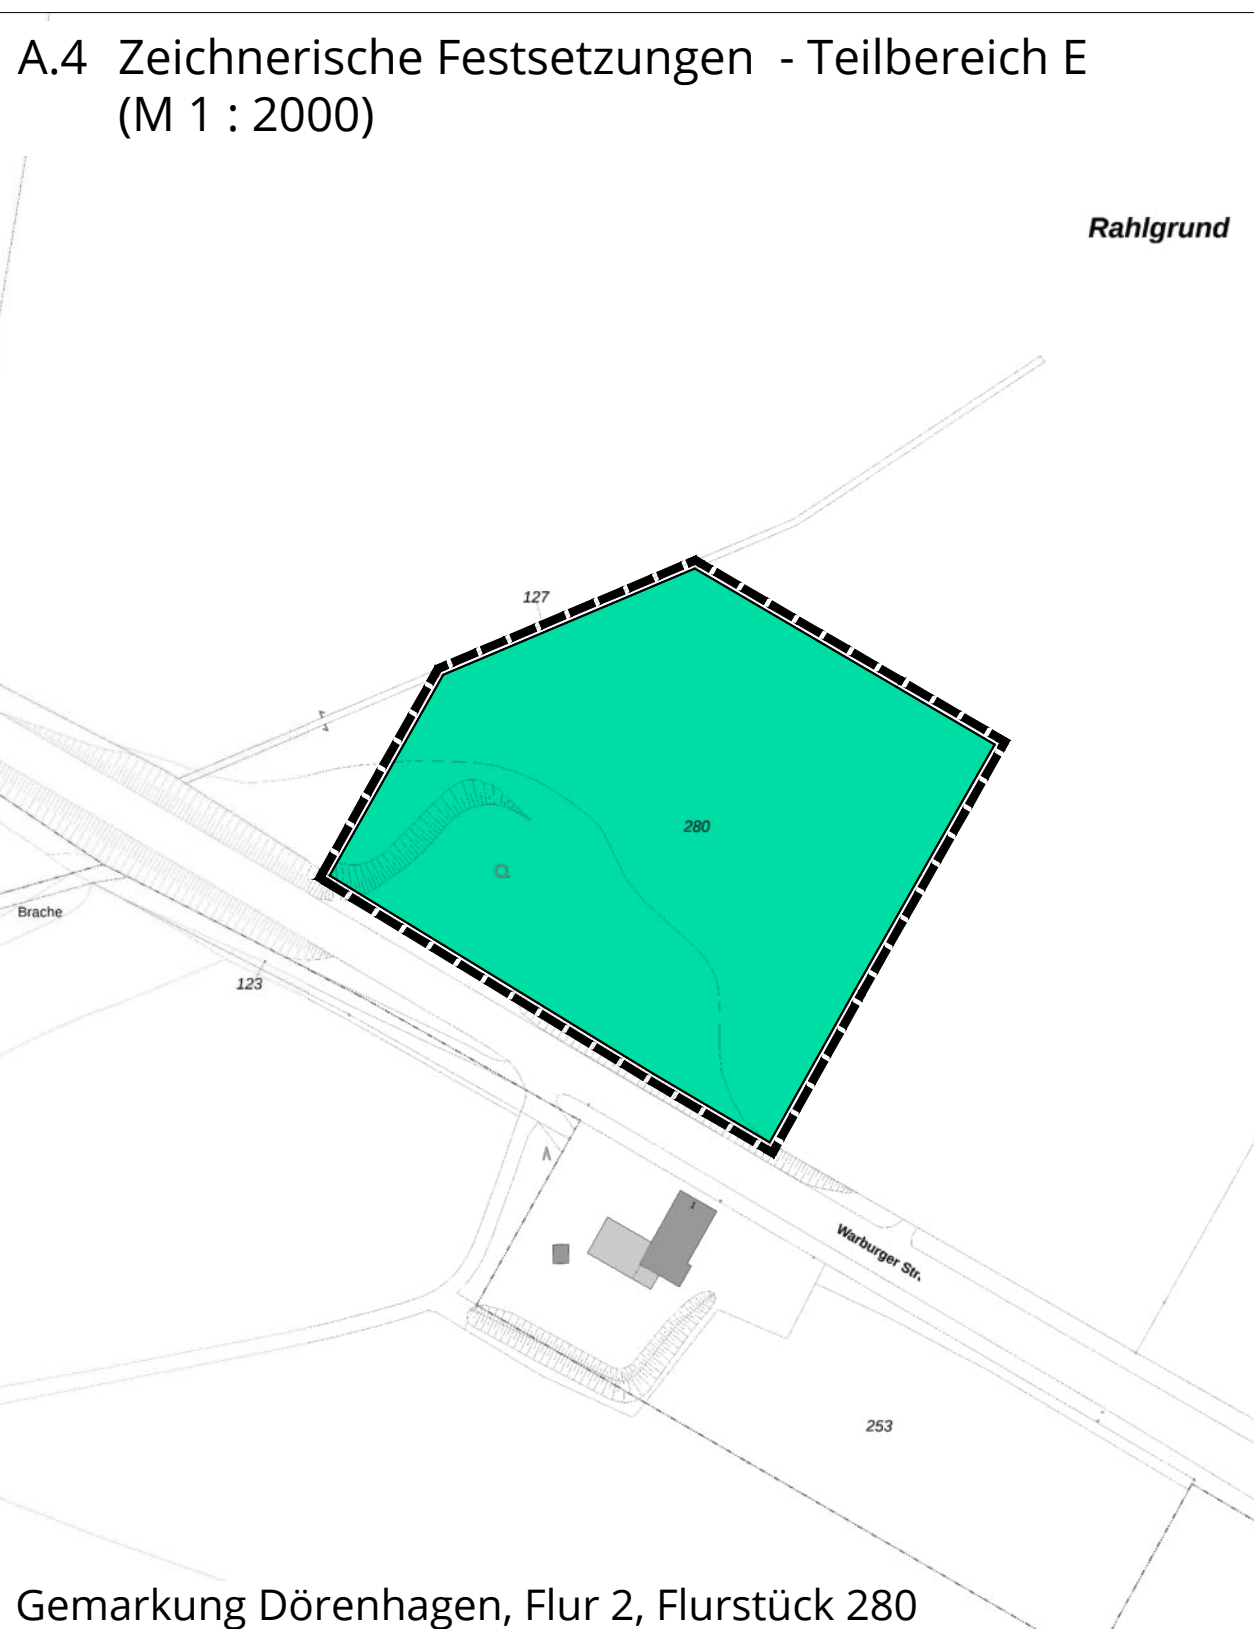 A.4 Zeichnerische Festsetzungen - Teilbereich E
(M 1 : 2000)
Rahlgrund
127
280
Brache
123
1
Warburger Str.
253
Gemarkung Dörenhagen, Flur 2, Flurstück 280